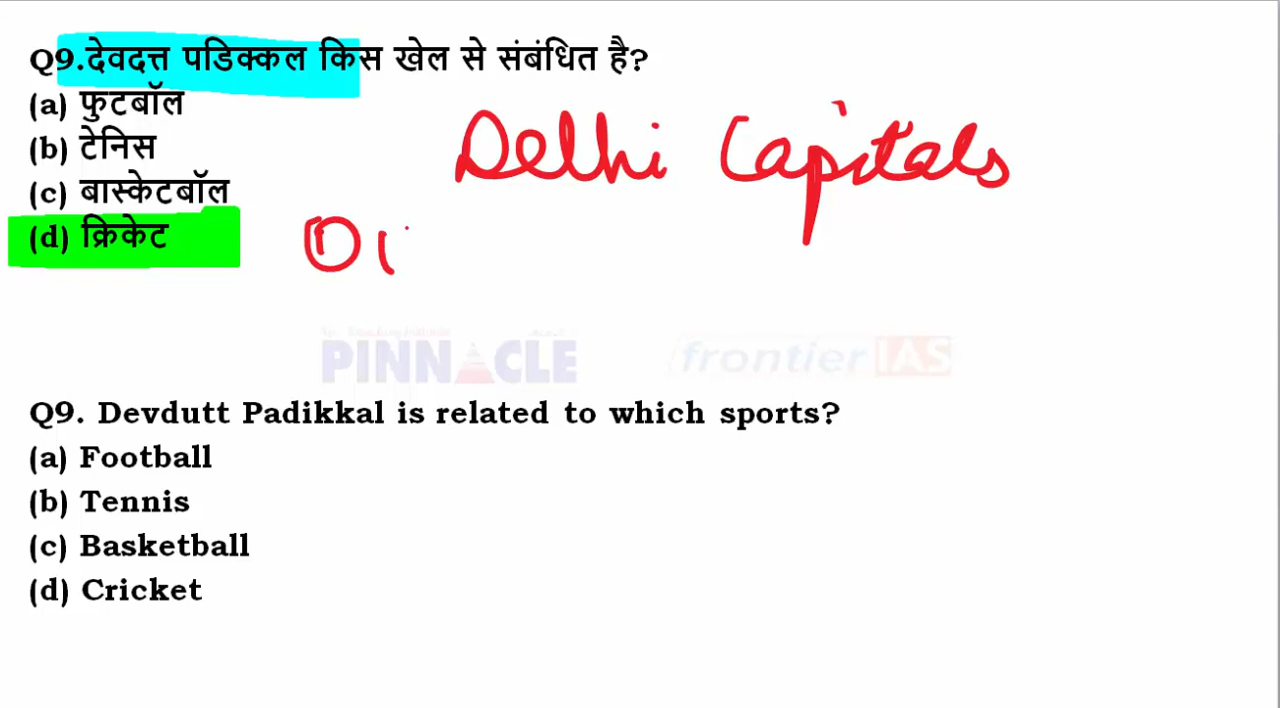 Q9.देवदत्त पडिक्कल किस खेल से संबंधित है?
(a) फुटबॉल
(b) टेनिस
(c) बास्केटबॉल
(d) क्रिकेट
Delhi Capitals
PINNACLE
frontier IAS
Q9. Devdutt Padikkal is related to which sports?
(a) Football
(b) Tennis
(c) Basketball
(d) Cricket